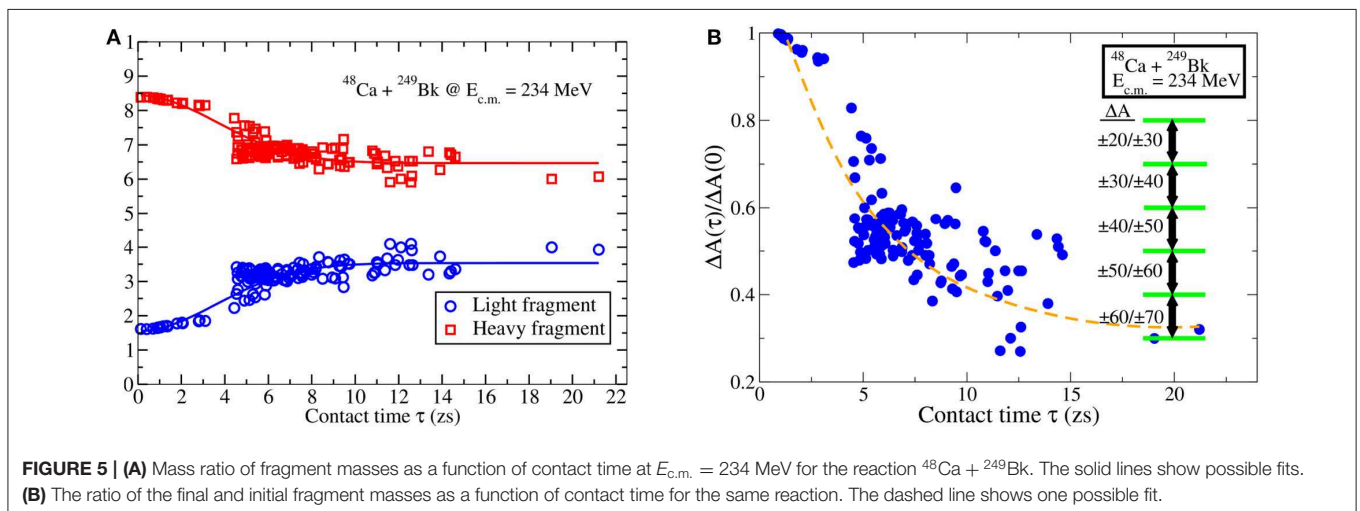 A
1
9
8
7
6
5
4
3
2
1
0
0 2 4 6 8 10 12 14 16 18 20 22
Contact time τ (zs)
⁴⁸Ca + ²⁴⁹Bk @ E_c.m. = 234 MeV
Light fragment
Heavy fragment
B
ΔA(τ)/ΔA(0)
1
0.8
0.6
0.4
0.2
0 5 10 15 20
Contact time τ (zs)
⁴⁸Ca + ²⁴⁹Bk
E_c.m. = 234 MeV
ΔA
±20/±30
±30/±40
±40/±50
±50/±60
±60/±70
FIGURE 5 | (A) Mass ratio of fragment masses as a function of contact time at E_c.m. = 234 MeV for the reaction ⁴⁸Ca + ²⁴⁹Bk. The solid lines show possible fits.
(B) The ratio of the final and initial fragment masses as a function of contact time for the same reaction. The dashed line shows one possible fit.